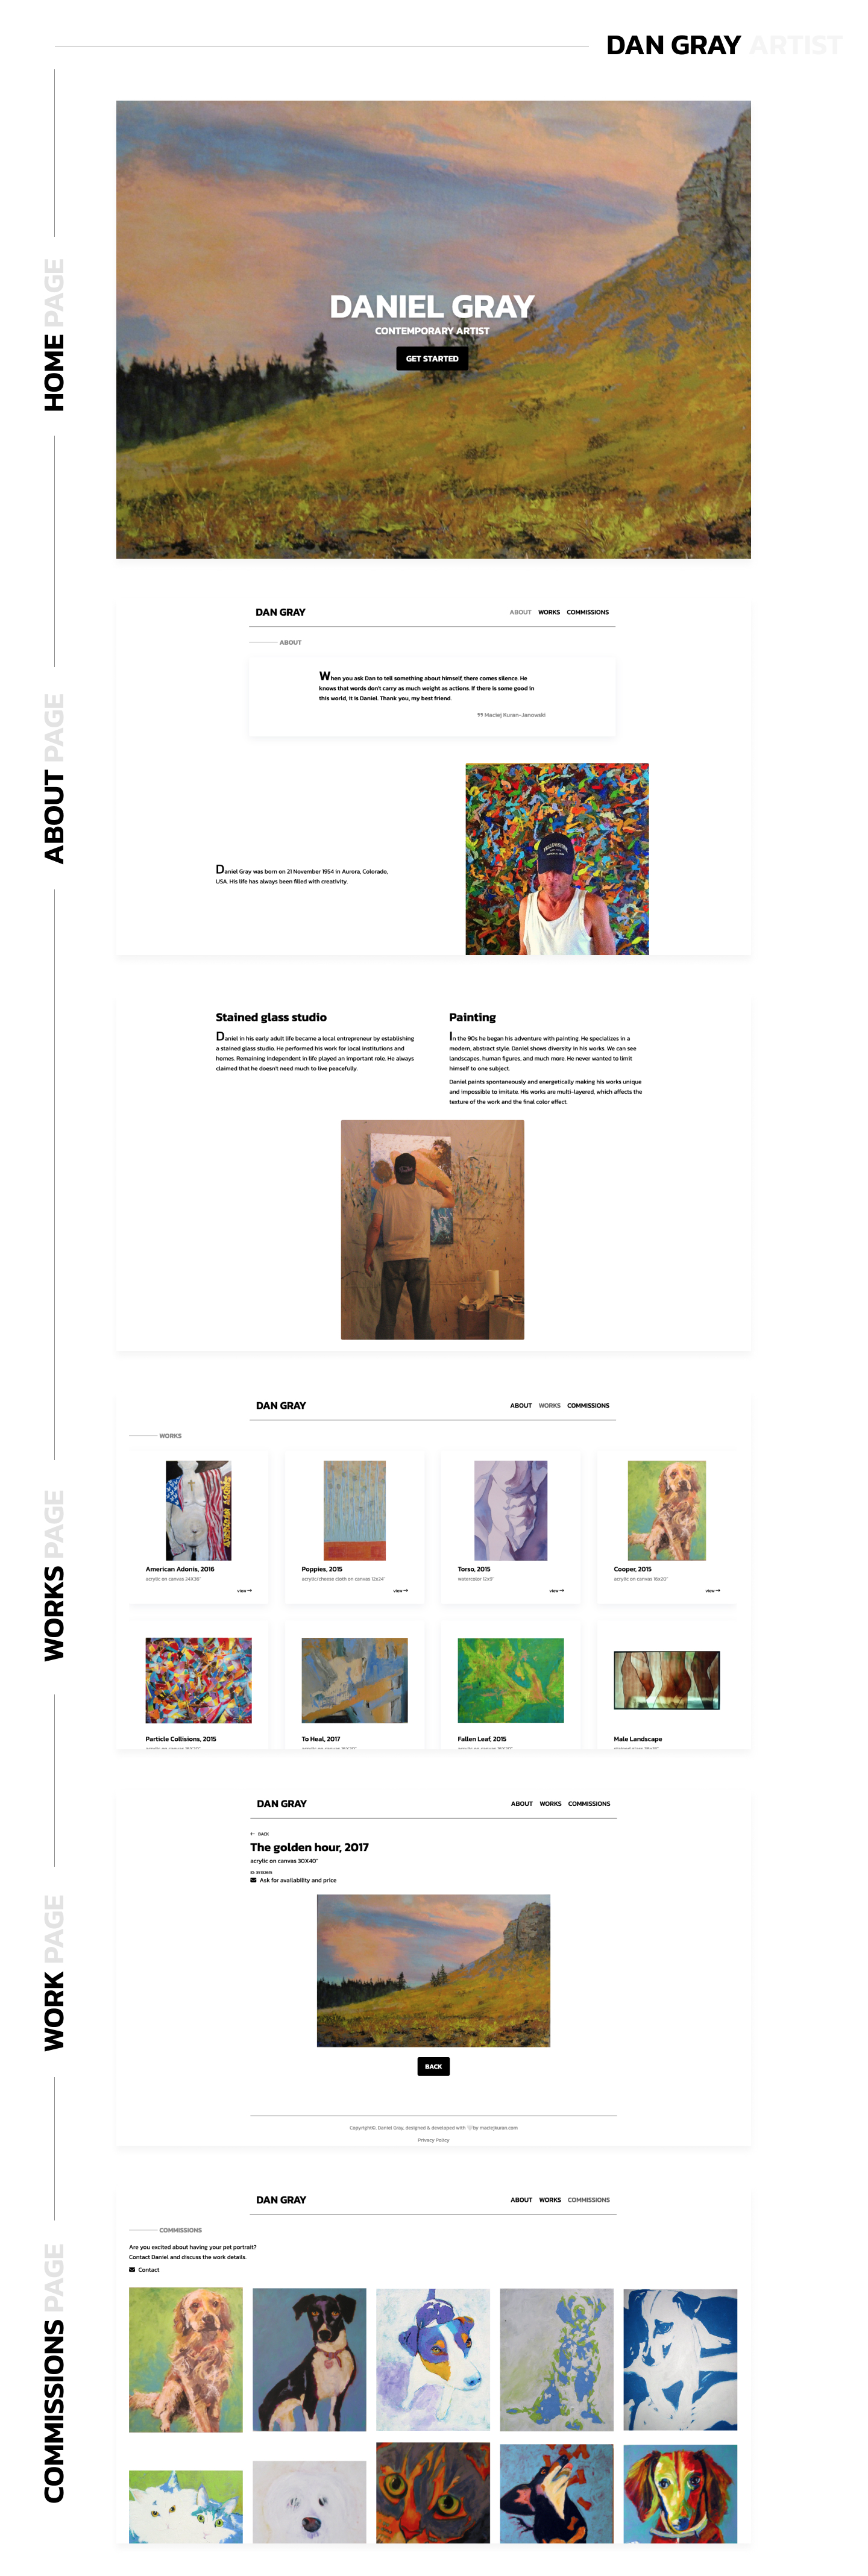 DAN GRAY ARTIST
HOME PAGE
DANIEL GRAY
CONTEMPORARY ARTIST
GET STARTED
ABOUT PAGE
DAN GRAY
ABOUT WORKS COMMISSIONS
ABOUT
When you ask Dan to tell something about himself, there comes silence. He
knows that words don't carry as much weight as actions. If there is some good in
this world, it is Daniel. Thank you, my best friend.
Maciej Kuran-Janowski
Daniel Gray was born on 21 November 1954 in Aurora, Colorado,
USA. His life has always been filled with creativity.
Stained glass studio
Daniel in his early adult life became a local entrepreneur by establishing
a stained glass studio. He performed his work for local institutions and
homes. Remaining independent in life played an important role. He always
claimed that he doesn't need much to live peacefully.
Painting
In the 90s he began his adventure with painting. He specializes in a
modern, abstract style. Daniel shows diversity in his works. We can see
landscapes, human figures, and much more. He never wanted to limit
himself to one subject.
Daniel paints spontaneously and energetically making his works unique
and impossible to imitate. His works are multi-layered, which affects the
texture of the work and the final color effect.
WORKS PAGE
DAN GRAY
ABOUT WORKS COMMISSIONS
WORKS
American Adonis, 2016
acrylic on canvas 24X36"
view →
Poppies, 2015
acrylic/cheese cloth on canvas 12x24"
view →
Torso, 2015
watercolor 12x9"
view →
Cooper, 2015
acrylic on canvas 16x20"
view →
Particle Collisions, 2015
To Heal, 2017
Fallen Leaf, 2015
Male Landscape
WORK PAGE
DAN GRAY
ABOUT WORKS COMMISSIONS
← BACK
The golden hour, 2017
acrylic on canvas 30X40"
Ask for availability and price
BACK
Copyright©, Daniel Gray, designed & developed with ♡ by maciejkuran.com
Privacy Policy
COMMISSIONS PAGE
DAN GRAY
ABOUT WORKS COMMISSIONS
COMMISSIONS
Are you excited about having your pet portrait?
Contact Daniel and discuss the work details.
Contact